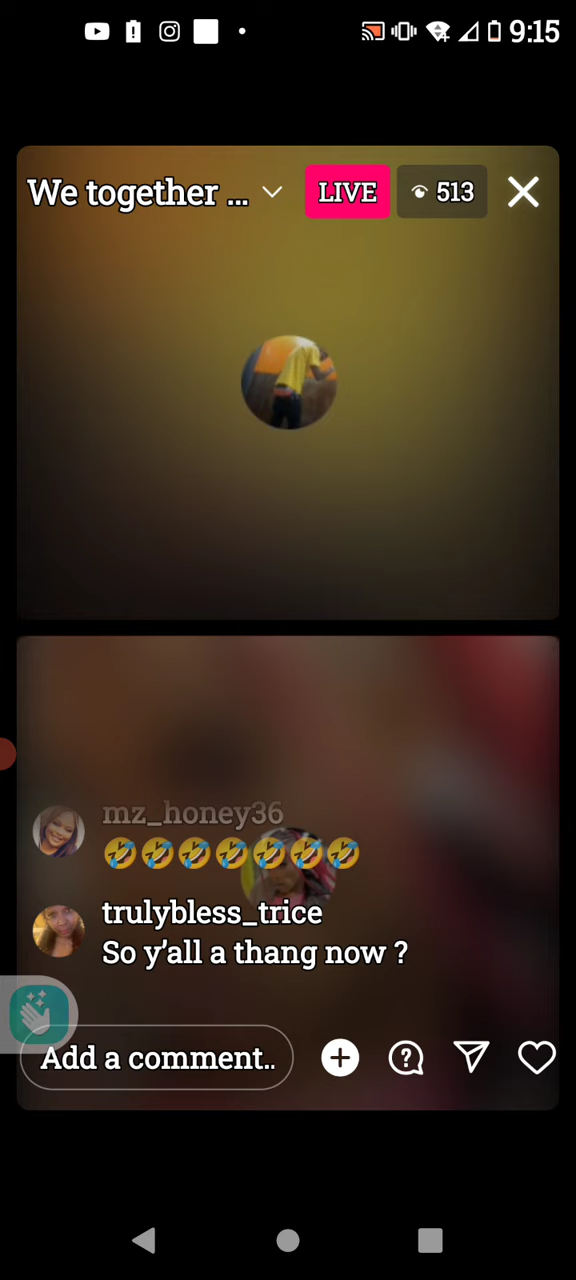 9:15
We together ...
LIVE
513
mz_honey36
🤣🤣🤣🤣🤣🤣🤣
trulybless_trice
So y'all a thang now ?
Add a comment..